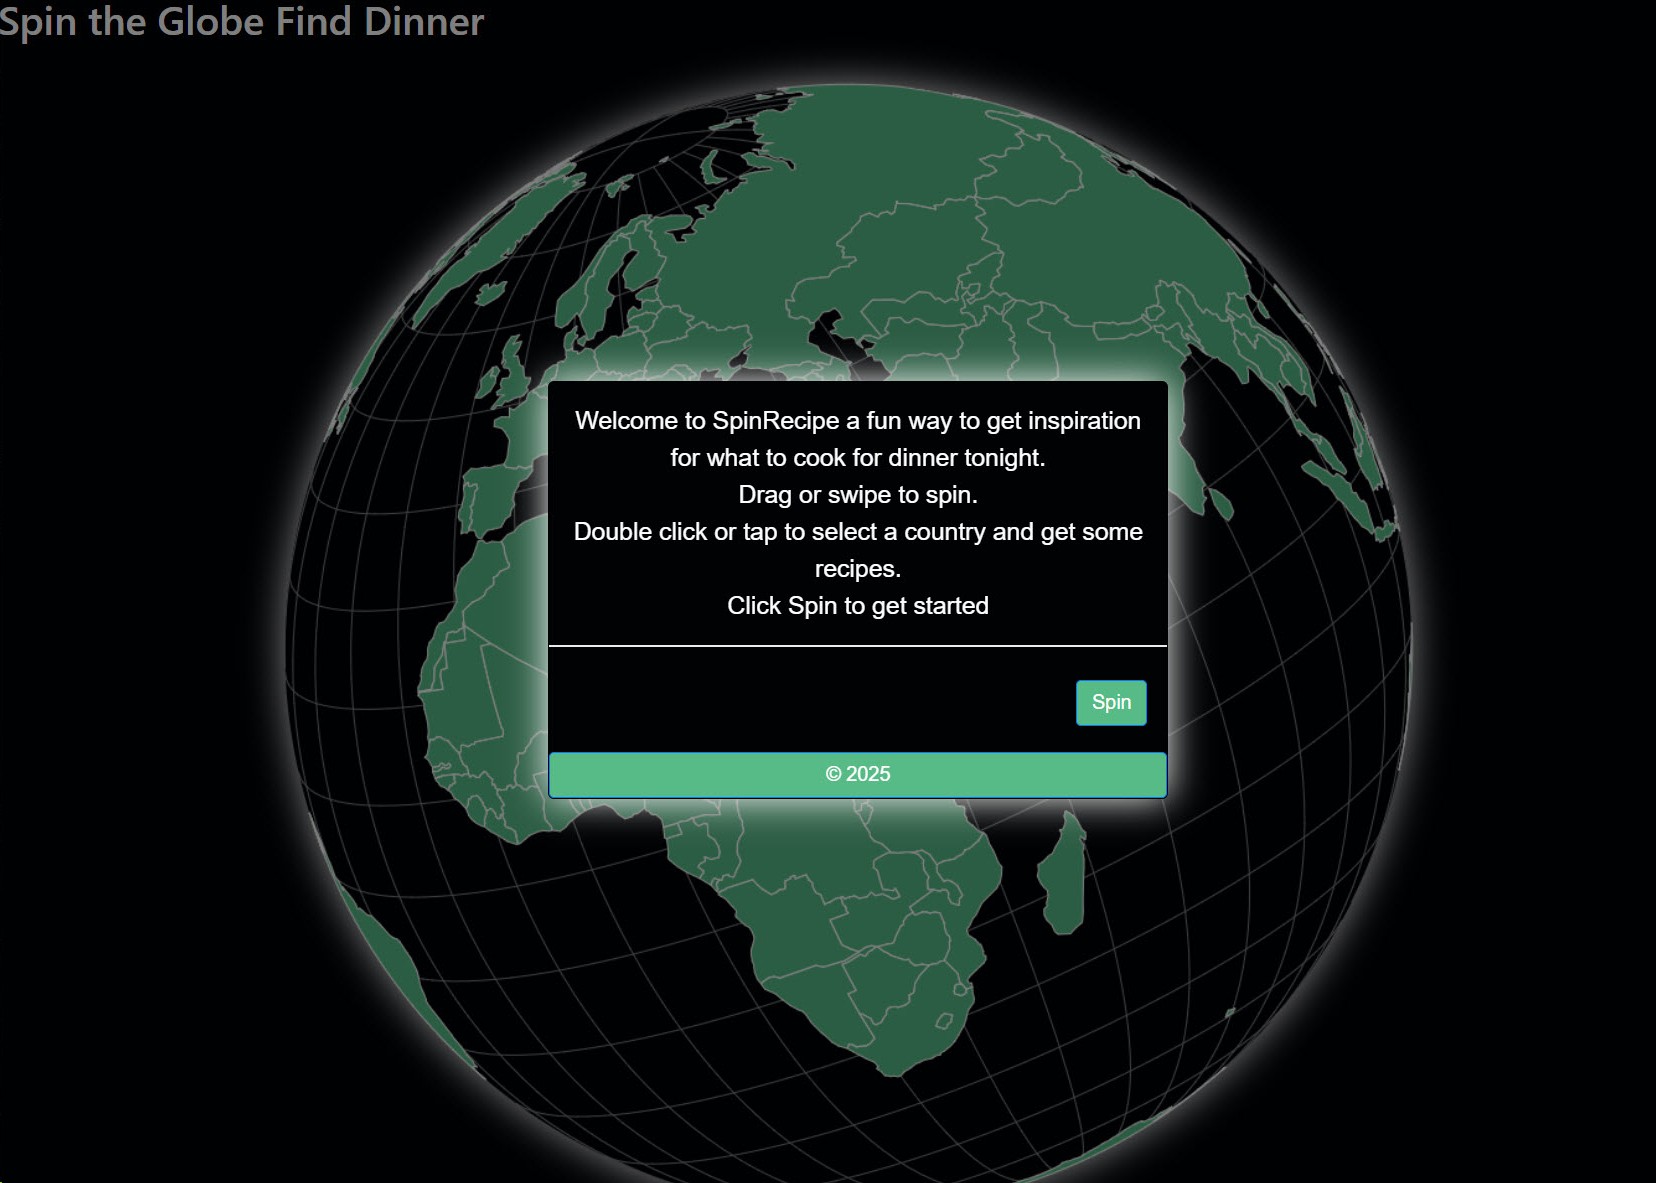 Spin the Globe Find Dinner
Welcome to SpinRecipe a fun way to get inspiration
for what to cook for dinner tonight.
Drag or swipe to spin.
Double click or tap to select a country and get some
recipes.
Click Spin to get started
Spin
© 2025